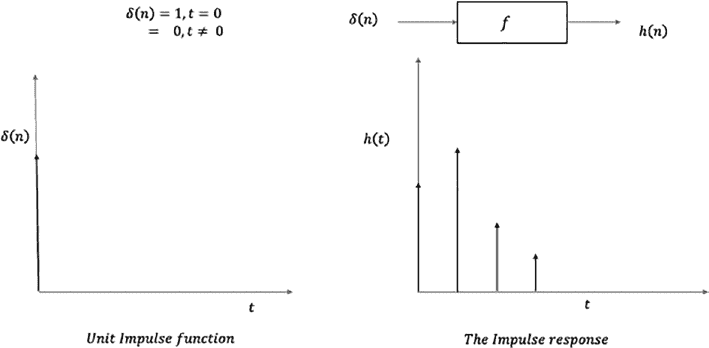 δ(n) = 1, t = 0
= 0, t ≠ 0
δ(n)
t
Unit Impulse function
δ(n)
f
h(n)
h(t)
t
The Impulse response